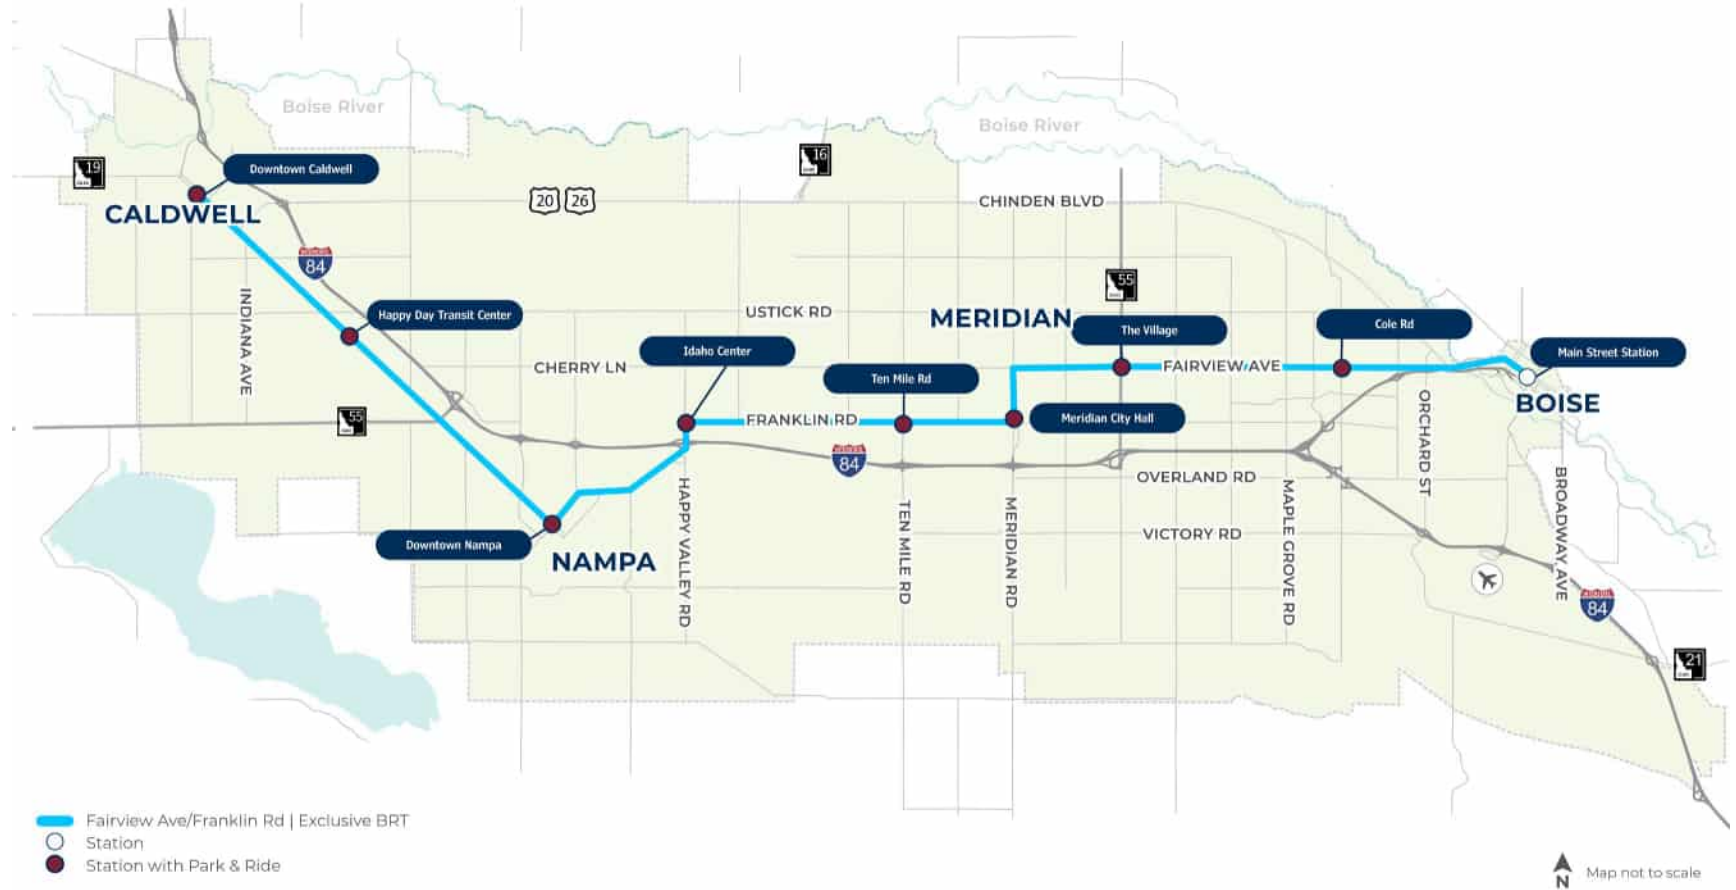 Boise River
Boise River
19
16
Downtown Caldwell
20
26
CHINDEN BLVD
CALDWELL
84
55
INDIANA AVE
Happy Day Transit Center
USTICK RD
MERIDIAN
The Village
Cole Rd
Idaho Center
Main Street Station
CHERRY LN
FAIRVIEW AVE
Ten Mile Rd
BOISE
55
FRANKLIN RD
Meridian City Hall
ORCHARD ST
84
OVERLAND RD
BROADWAY AVE
HAPPY VALLEY RD
TEN MILE RD
MERIDIAN RD
MAPLE GROVE RD
VICTORY RD
Downtown Nampa
NAMPA
84
21
Fairview Ave/Franklin Rd | Exclusive BRT
Station
Station with Park & Ride
N
Map not to scale